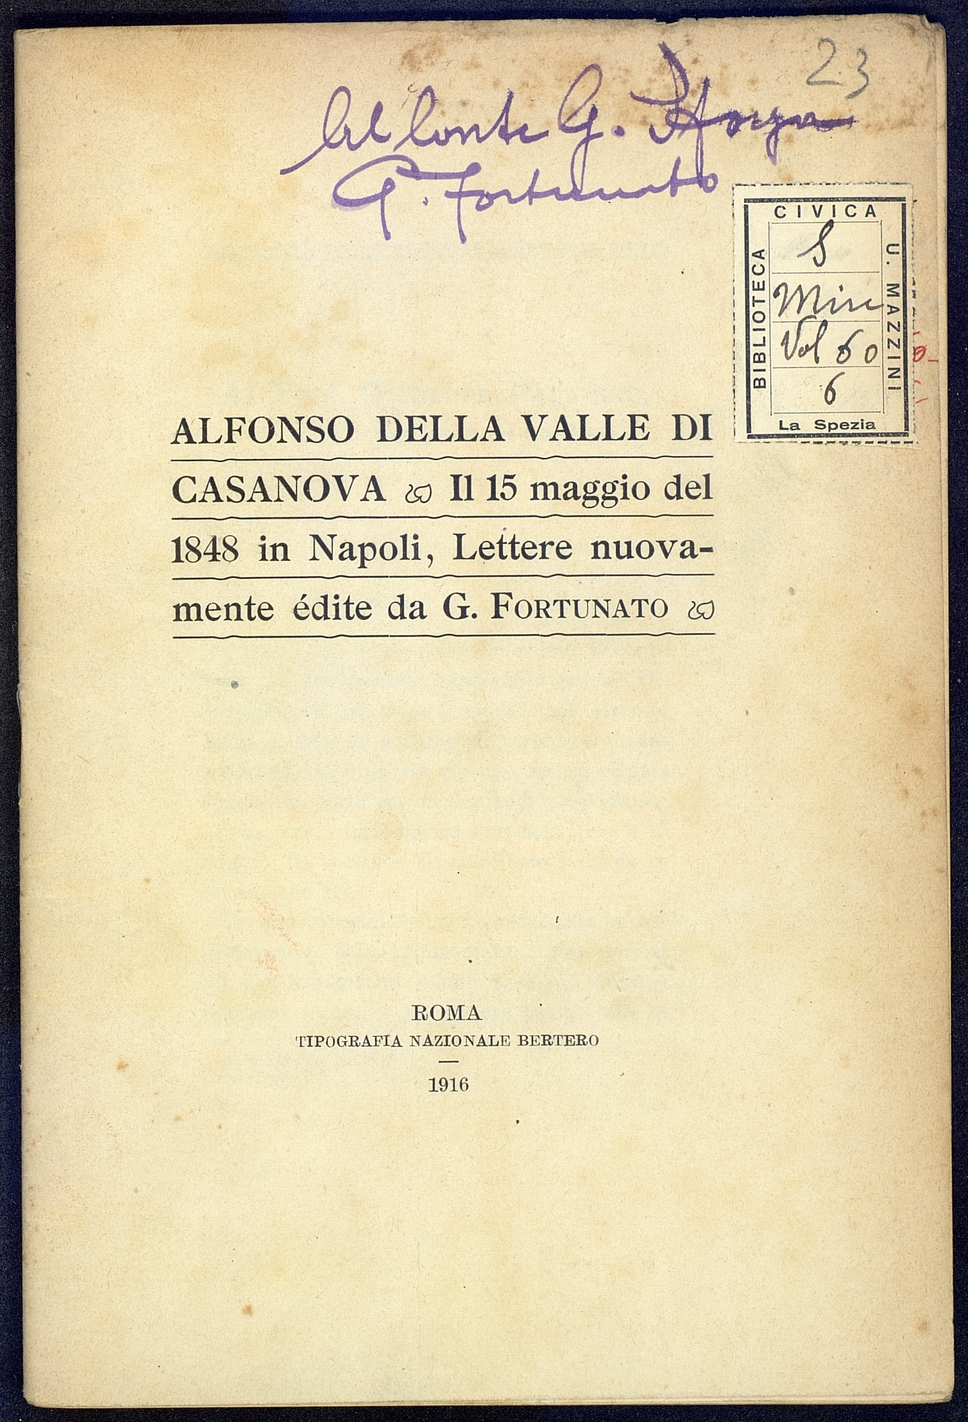 23
Al Conte G. Sforza
G. Fortunato
CIVICA
BIBLIOTECA
U. MAZZINI
S
Misc
Vol 60
6
La Spezia
ALFONSO DELLA VALLE DI
CASANOVA Il 15 maggio del
1848 in Napoli, Lettere nuova-
mente édite da G. FORTUNATO
ROMA
TIPOGRAFIA NAZIONALE BERTERO
1916